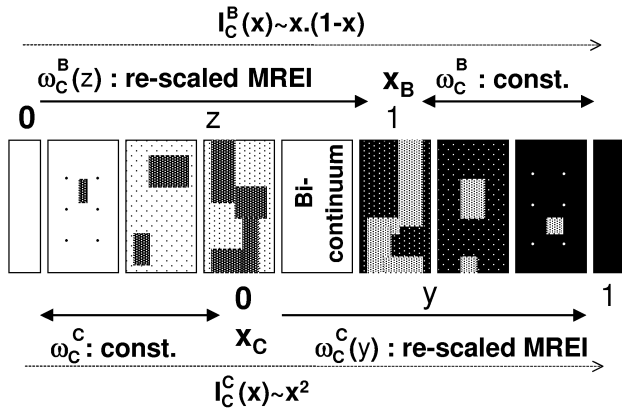 I_C^B(x)~x.(1-x)
ω_C^B(z) : re-scaled MREI x_B ω_C^B : const.
0 z 1
Bi-
continuum
0 y 1
ω_C^C : const. x_C ω_C^C(y) : re-scaled MREI
I_C^C(x)~x²